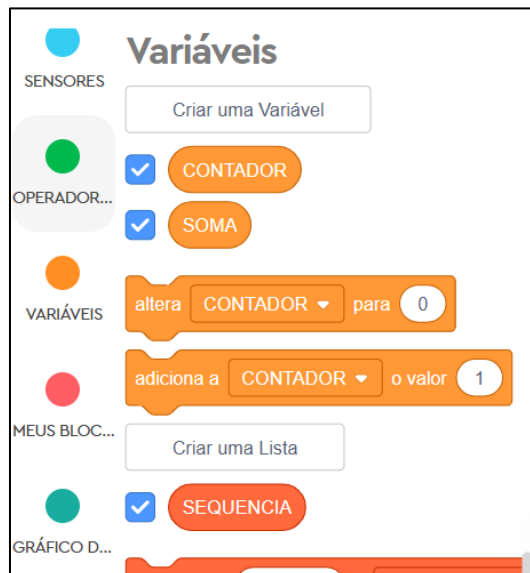 Variáveis
SENSORES
Criar uma Variável
CONTADOR
OPERADOR...
SOMA
VARIÁVEIS
altera CONTADOR para 0
adiciona a CONTADOR o valor 1
MEUS BLOC...
Criar uma Lista
SEQUENCIA
GRÁFICO D...